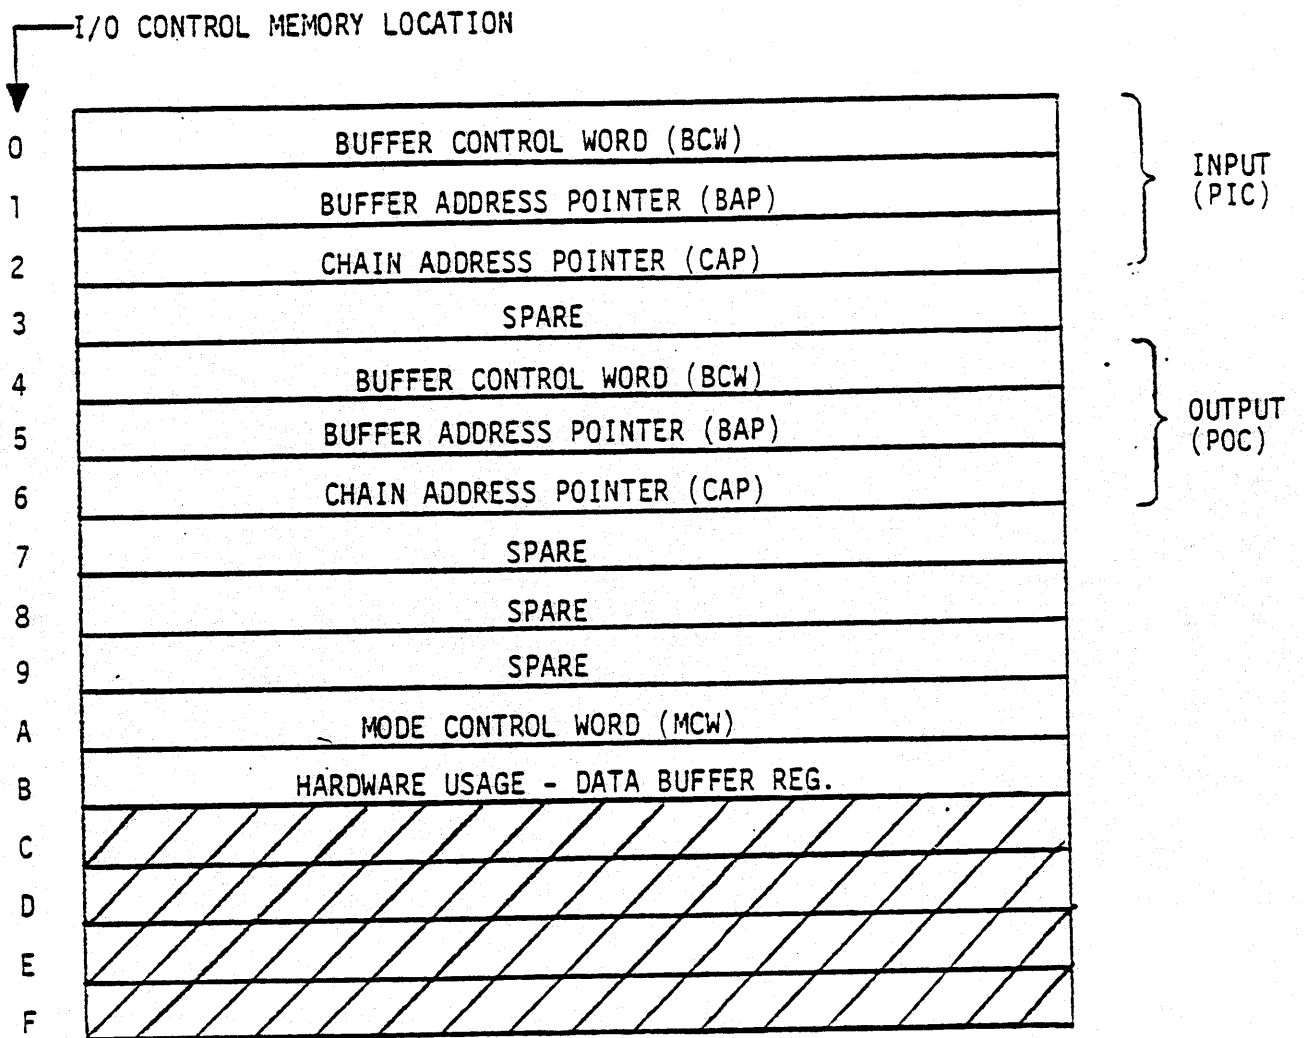 I/O CONTROL MEMORY LOCATION
0 BUFFER CONTROL WORD (BCW)
1 BUFFER ADDRESS POINTER (BAP)
2 CHAIN ADDRESS POINTER (CAP)
INPUT
(PIC)
3 SPARE
4 BUFFER CONTROL WORD (BCW)
5 BUFFER ADDRESS POINTER (BAP)
6 CHAIN ADDRESS POINTER (CAP)
OUTPUT
(POC)
7 SPARE
8 SPARE
9 SPARE
A MODE CONTROL WORD (MCW)
B HARDWARE USAGE - DATA BUFFER REG.
C
D
E
F